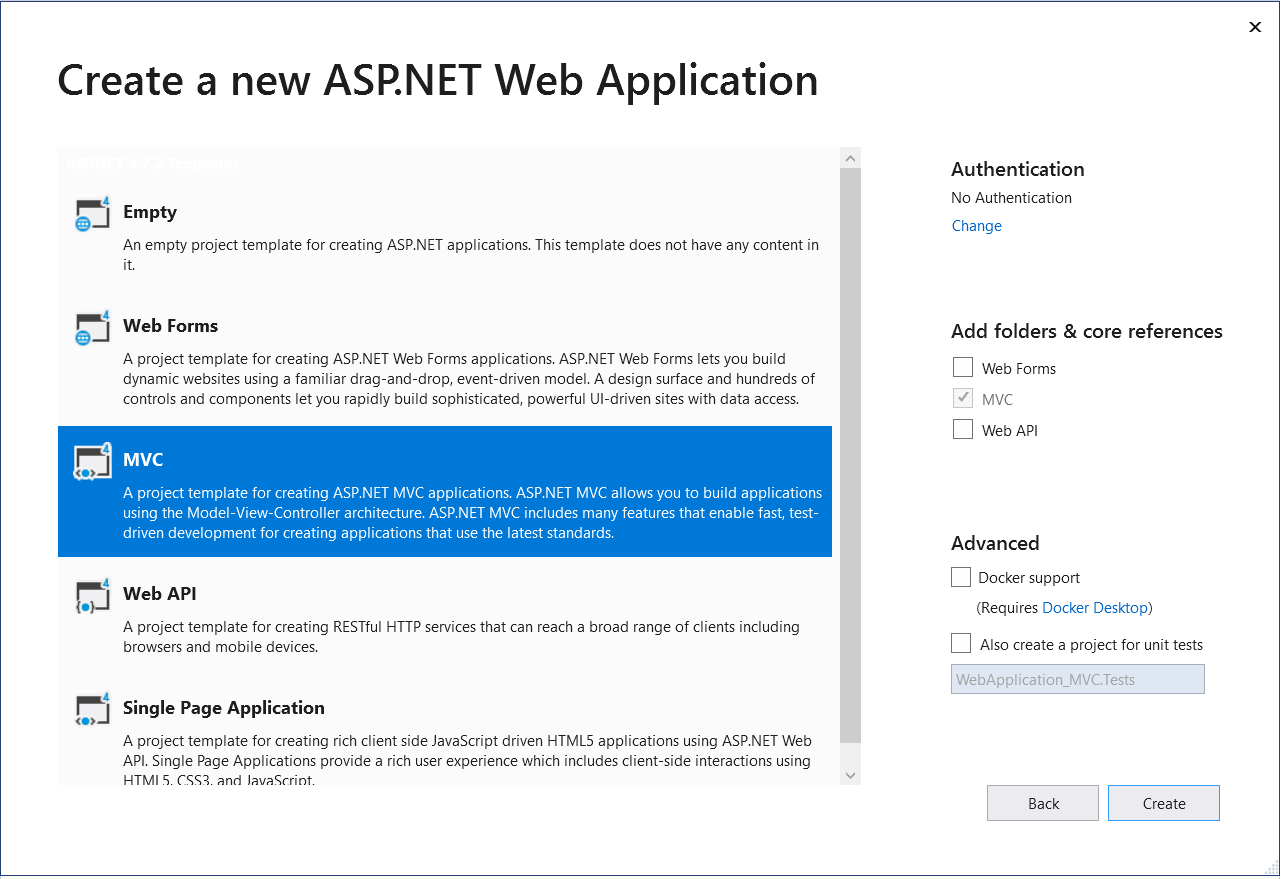 Create a new ASP.NET Web Application
ASP.NET 4.7.2 Templates
Empty
An empty project template for creating ASP.NET applications. This template does not have any content in
it.
Web Forms
A project template for creating ASP.NET Web Forms applications. ASP.NET Web Forms lets you build
dynamic websites using a familiar drag-and-drop, event-driven model. A design surface and hundreds of
controls and components let you rapidly build sophisticated, powerful UI-driven sites with data access.
MVC
A project template for creating ASP.NET MVC applications. ASP.NET MVC allows you to build applications
using the Model-View-Controller architecture. ASP.NET MVC includes many features that enable fast, test-
driven development for creating applications that use the latest standards.
Web API
A project template for creating RESTful HTTP services that can reach a broad range of clients including
browsers and mobile devices.
Single Page Application
A project template for creating rich client side JavaScript driven HTML5 applications using ASP.NET Web
API. Single Page Applications provide a rich user experience which includes client-side interactions using
HTML5, CSS3, and JavaScript.
Authentication
No Authentication
Change
Add folders & core references
Web Forms
MVC
Web API
Advanced
Docker support
(Requires Docker Desktop)
Also create a project for unit tests
WebApplication_MVC.Tests
Back
Create